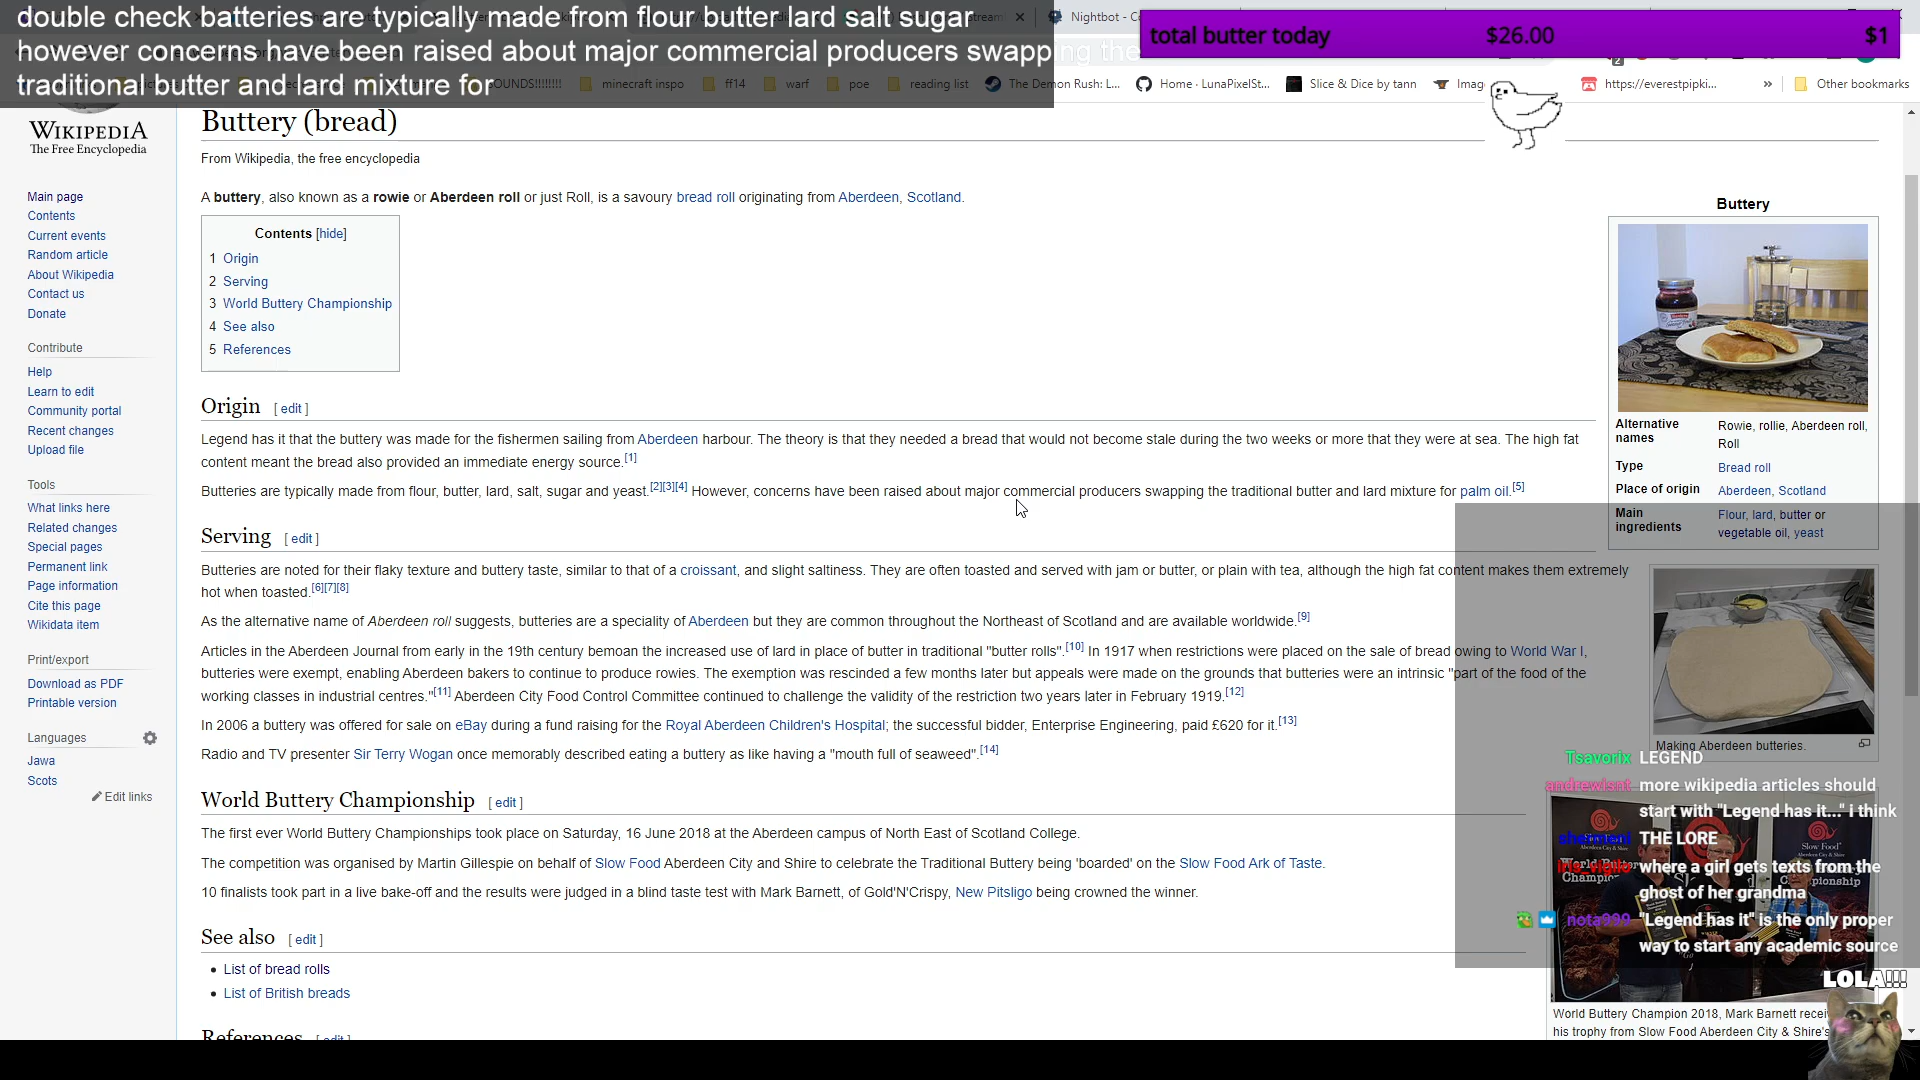 double check batteries are typically made from flour butter lard salt sugar
however concerns have been raised about major commercial producers swapping the
traditional butter and lard mixture for
total butter today $26.00 $1
Nightbot - C
OUNDS!!!!!!!!
minecraft inspo
ff14
warf
poe
reading list
The Demon Rush: L...
Home · LunaPixelSt...
Slice & Dice by tann
Imag
https://everestpipki...
»
Other bookmarks
WIKIPEDIA
The Free Encyclopedia
Main page
Contents
Current events
Random article
About Wikipedia
Contact us
Donate
Contribute
Help
Learn to edit
Community portal
Recent changes
Upload file
Tools
What links here
Related changes
Special pages
Permanent link
Page information
Cite this page
Wikidata item
Print/export
Download as PDF
Printable version
Languages
Jawa
Scots
Edit links
Buttery (bread)
From Wikipedia, the free encyclopedia
A buttery, also known as a rowie or Aberdeen roll or just Roll, is a savoury bread roll originating from Aberdeen, Scotland.
Contents [hide]
1 Origin
2 Serving
3 World Buttery Championship
4 See also
5 References
Origin [ edit ]
Legend has it that the buttery was made for the fishermen sailing from Aberdeen harbour. The theory is that they needed a bread that would not become stale during the two weeks or more that they were at sea. The high fat
content meant the bread also provided an immediate energy source.[1]
Butteries are typically made from flour, butter, lard, salt, sugar and yeast.[2][3][4] However, concerns have been raised about major commercial producers swapping the traditional butter and lard mixture for palm oil.[5]
Serving [ edit ]
Butteries are noted for their flaky texture and buttery taste, similar to that of a croissant, and slight saltiness. They are often toasted and served with jam or butter, or plain with tea, although the high fat content makes them extremely
hot when toasted.[6][7][8]
As the alternative name of Aberdeen roll suggests, butteries are a speciality of Aberdeen but they are common throughout the Northeast of Scotland and are available worldwide.[9]
Articles in the Aberdeen Journal from early in the 19th century bemoan the increased use of lard in place of butter in traditional "butter rolls".[10] In 1917 when restrictions were placed on the sale of bread owing to World War I,
butteries were exempt, enabling Aberdeen bakers to continue to produce rowies. The exemption was rescinded a few months later but appeals were made on the grounds that butteries were an intrinsic "part of the food of the
working classes in industrial centres."[11] Aberdeen City Food Control Committee continued to challenge the validity of the restriction two years later in February 1919.[12]
In 2006 a buttery was offered for sale on eBay during a fund raising for the Royal Aberdeen Children's Hospital; the successful bidder, Enterprise Engineering, paid £620 for it.[13]
Radio and TV presenter Sir Terry Wogan once memorably described eating a buttery as like having a "mouth full of seaweed".[14]
World Buttery Championship [ edit ]
The first ever World Buttery Championships took place on Saturday, 16 June 2018 at the Aberdeen campus of North East of Scotland College.
The competition was organised by Martin Gillespie on behalf of Slow Food Aberdeen City and Shire to celebrate the Traditional Buttery being 'boarded' on the Slow Food Ark of Taste.
10 finalists took part in a live bake-off and the results were judged in a blind taste test with Mark Barnett, of Gold'N'Crispy, New Pitsligo being crowned the winner.
See also [ edit ]
List of bread rolls
List of British breads
References [ edit ]
Buttery
Alternative names Rowie, rollie, Aberdeen roll, Roll
Type Bread roll
Place of origin Aberdeen, Scotland
Main ingredients Flour, lard, butter or vegetable oil, yeast
Making Aberdeen butteries.
Tsavorix LEGEND
andrewisnt more wikipedia articles should
start with "Legend has it..." i think
THE LORE
where a girl gets texts from the
ghost of her grandma
nota999 "Legend has it" is the only proper
way to start any academic source
Slow Food
LOLA!!!
World Buttery Champion 2018, Mark Barnett recei
his trophy from Slow Food Aberdeen City & Shire's